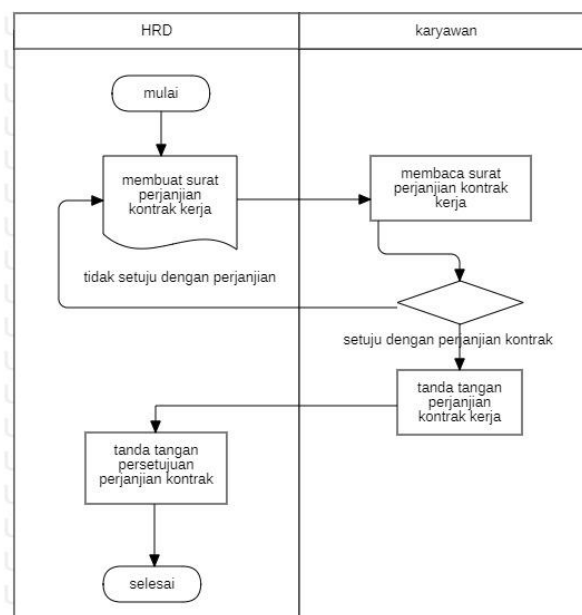 HRD
karyawan
mulai
membuat surat
perjanjian
kontrak kerja
membaca surat
perjanjian kontrak
kerja
tidak setuju dengan perjanjian
setuju dengan perjanjian kontrak
tanda tangan
perjanjian
kontrak kerja
tanda tangan
persetujuan
perjanjian kontrak
selesai